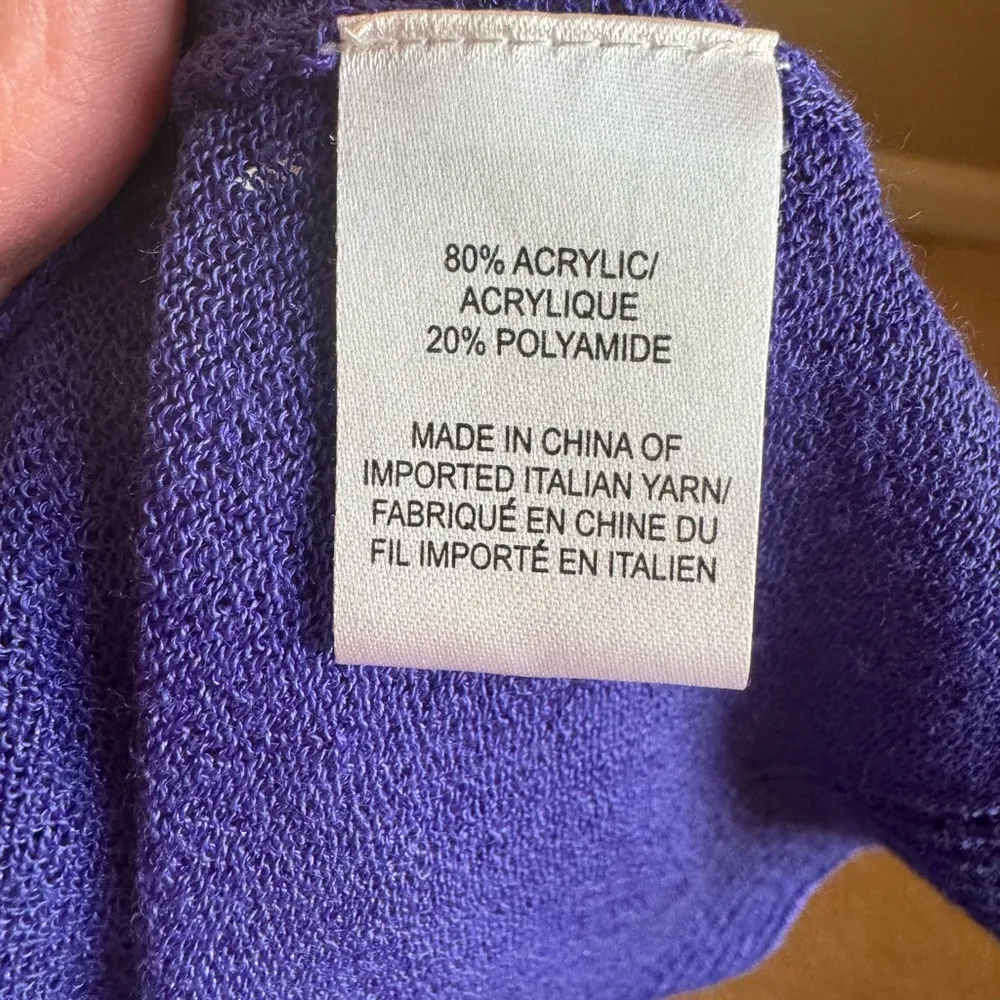 80% ACRYLIC/
ACRYLIQUE
20% POLYAMIDE
MADE IN CHINA OF
IMPORTED ITALIAN YARN/
FABRIQUÉ EN CHINE DU
FIL IMPORTÉ EN ITALIEN